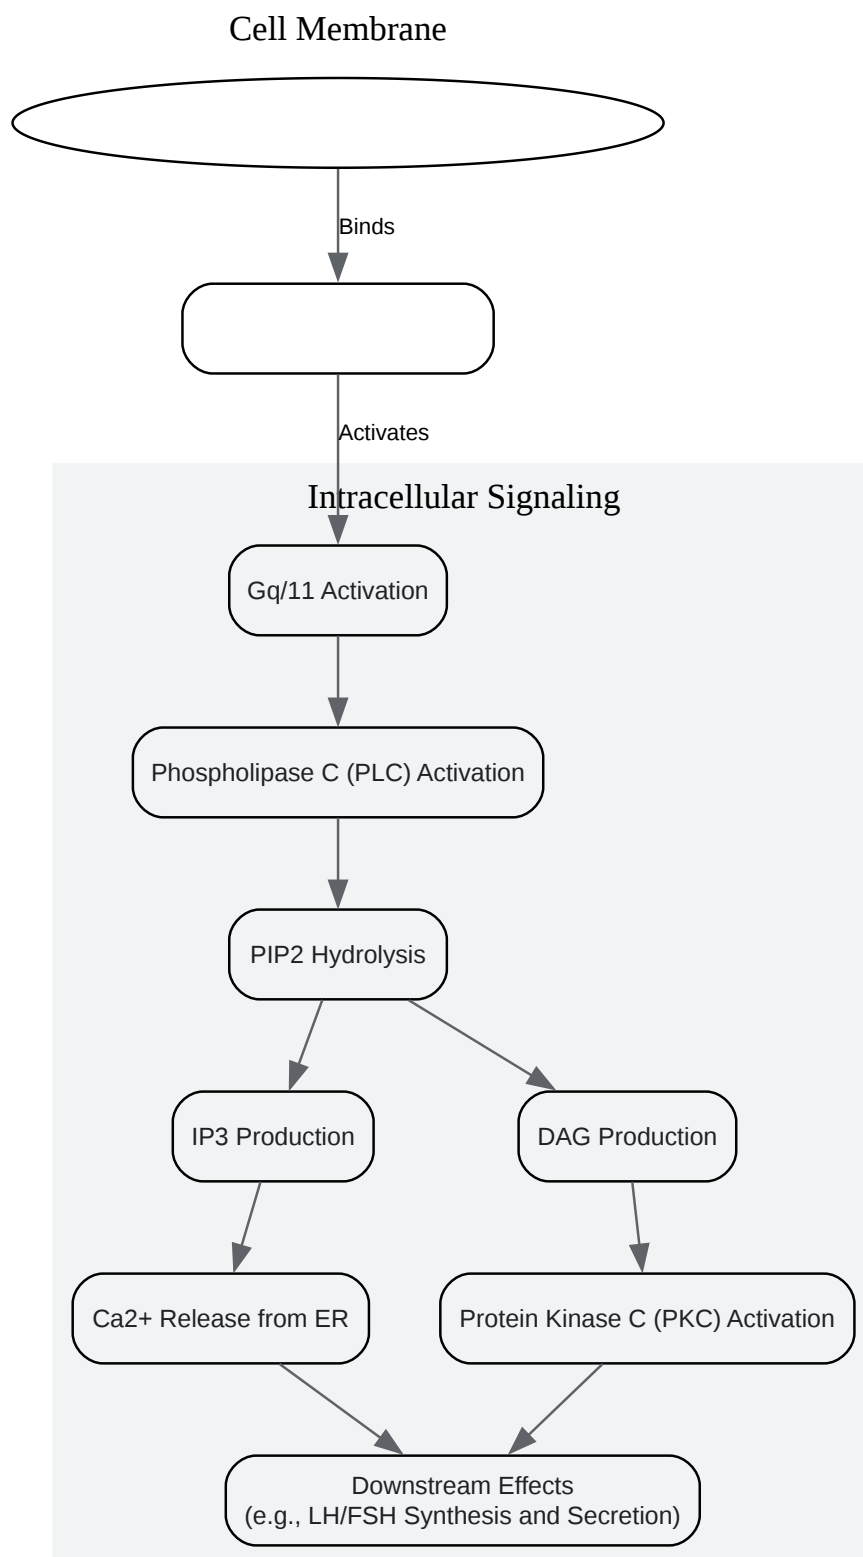 Cell Membrane
Binds
Activates
Intracellular Signaling
Gq/11 Activation
Phospholipase C (PLC) Activation
PIP2 Hydrolysis
IP3 Production
DAG Production
Ca2+ Release from ER
Protein Kinase C (PKC) Activation
Downstream Effects
(e.g., LH/FSH Synthesis and Secretion)